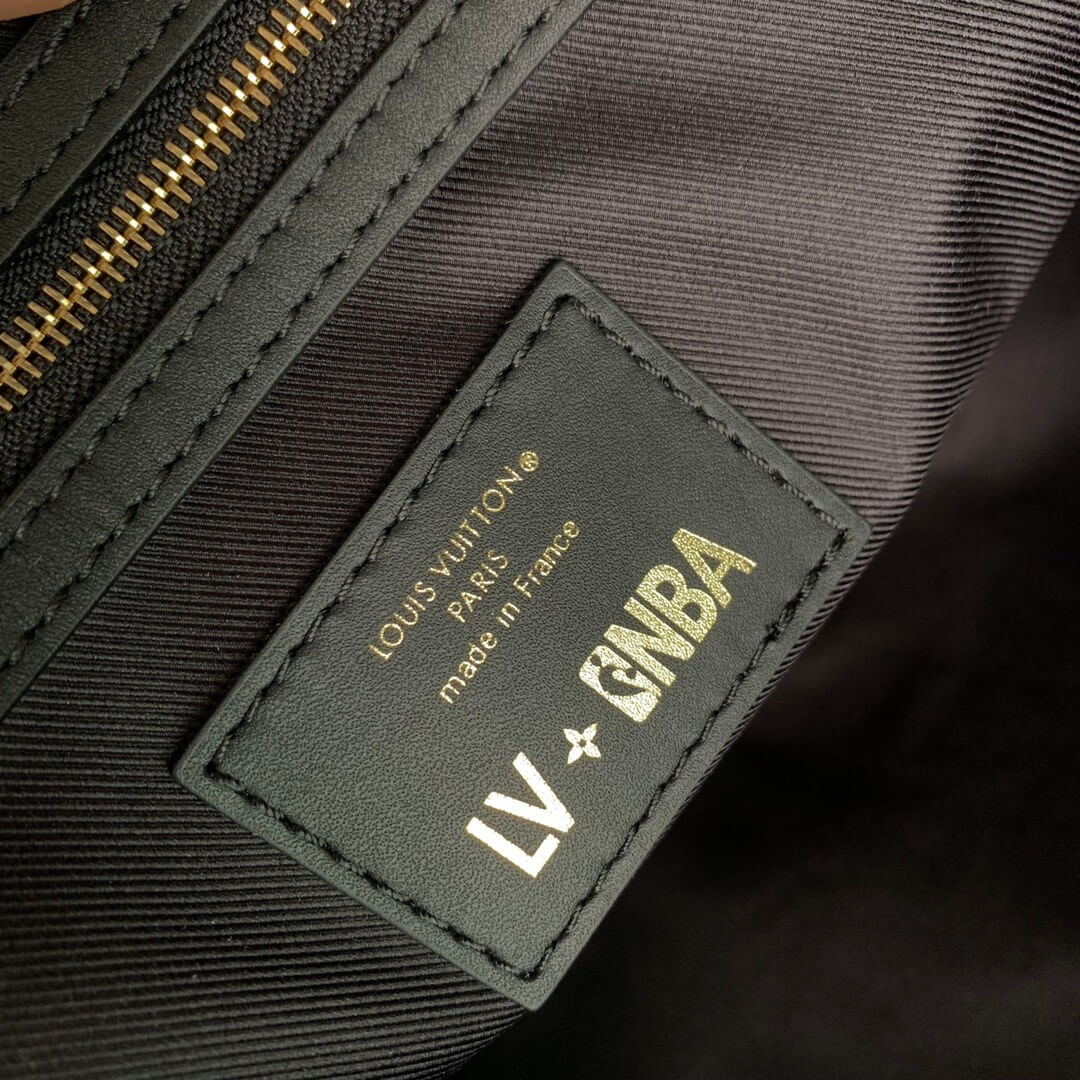 LOUIS VUITTON®
PARIS
made in France
LV NBA